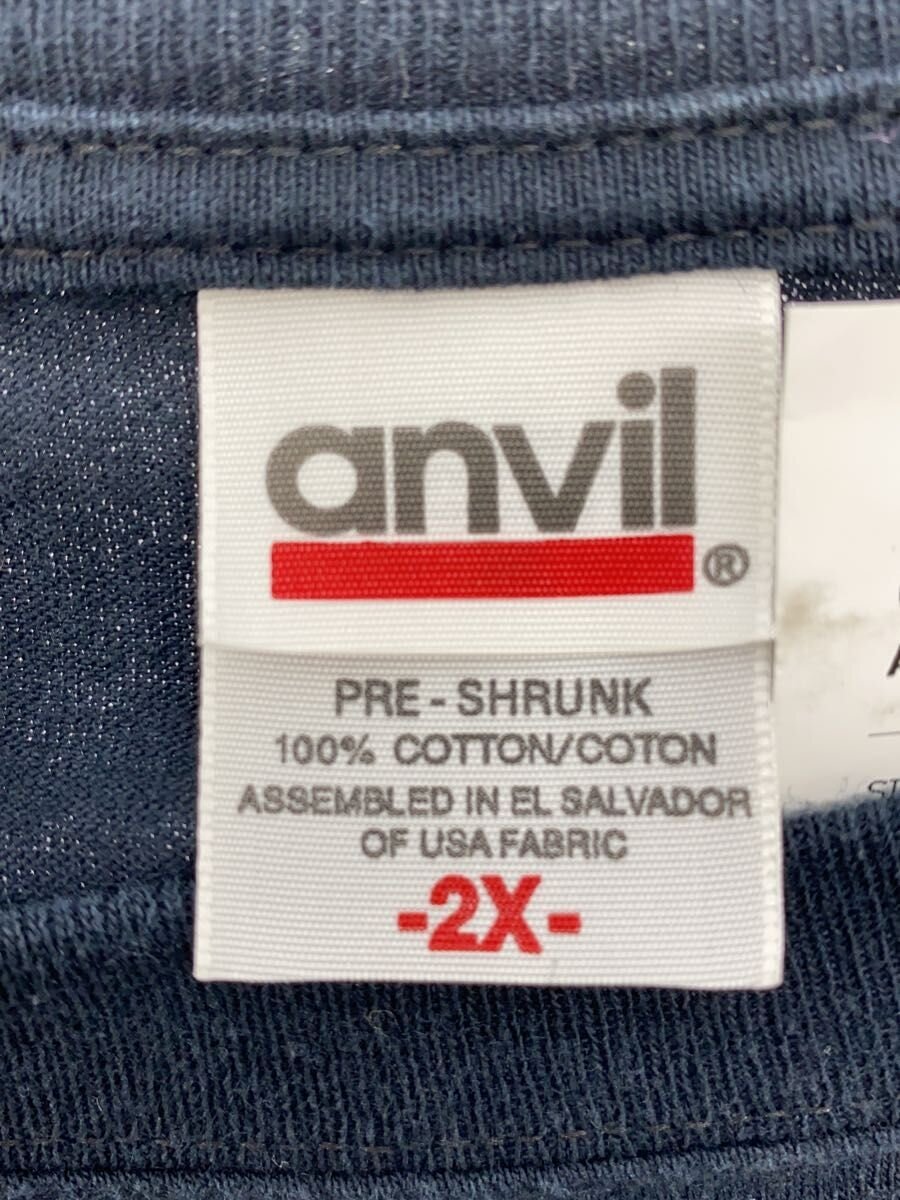 anvil
®
PRE - SHRUNK
100% COTTON/COTON
ASSEMBLED IN EL SALVADOR
OF USA FABRIC
-2X-